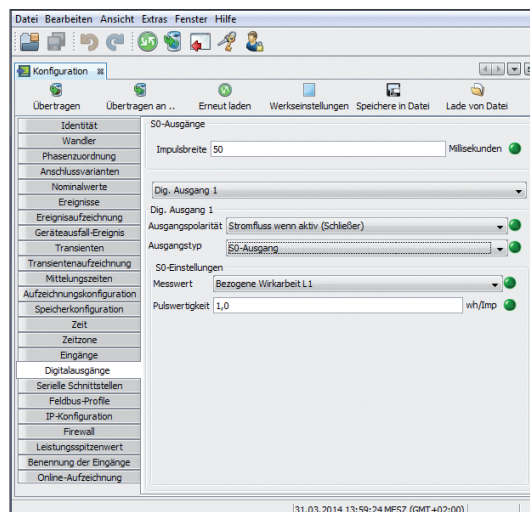 Datei Bearbeiten Ansicht Extras Fenster Hilfe
Konfiguration
Übertragen
Übertragen an ..
Erneut laden
Werkseinstellungen
Speichere in Datei
Lade von Datei
Identität
Wandler
Phasenzuordnung
Anschlussvarianten
Nominalwerte
Ereignisse
Ereignisaufzeichnung
Geräteausfall-Ereignis
Transienten
Transientenaufzeichnung
Mittelungszeiten
Aufzeichnungskonfiguration
Speicherkonfiguration
Zeit
Zeitzone
Eingänge
Digitalausgänge
Serielle Schnittstellen
Feldbus-Profile
IP-Konfiguration
Firewall
Leistungsspitzenwert
Benennung der Eingänge
Online-Aufzeichnung
S0-Ausgänge
Impulsbreite 50 Millisekunden
Dig. Ausgang 1
Dig. Ausgang 1
Ausgangspolarität Stromfluss wenn aktiv (Schließer)
Ausgangstyp S0-Ausgang
S0-Einstellungen
Messwert Bezogene Wirkarbeit L1
Pulswertigkeit 1,0 wh/Imp
31.03.2014 13:59:24 MESZ (GMT+02:00)